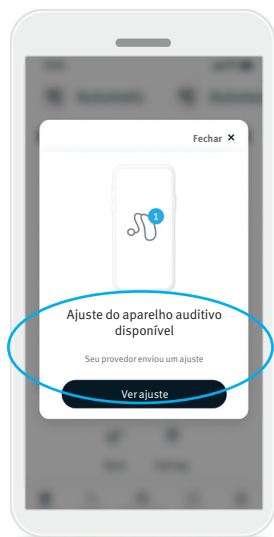 Fechar ×
1
Ajuste do aparelho auditivo
disponível
Seu provedor enviou um ajuste
Ver ajuste